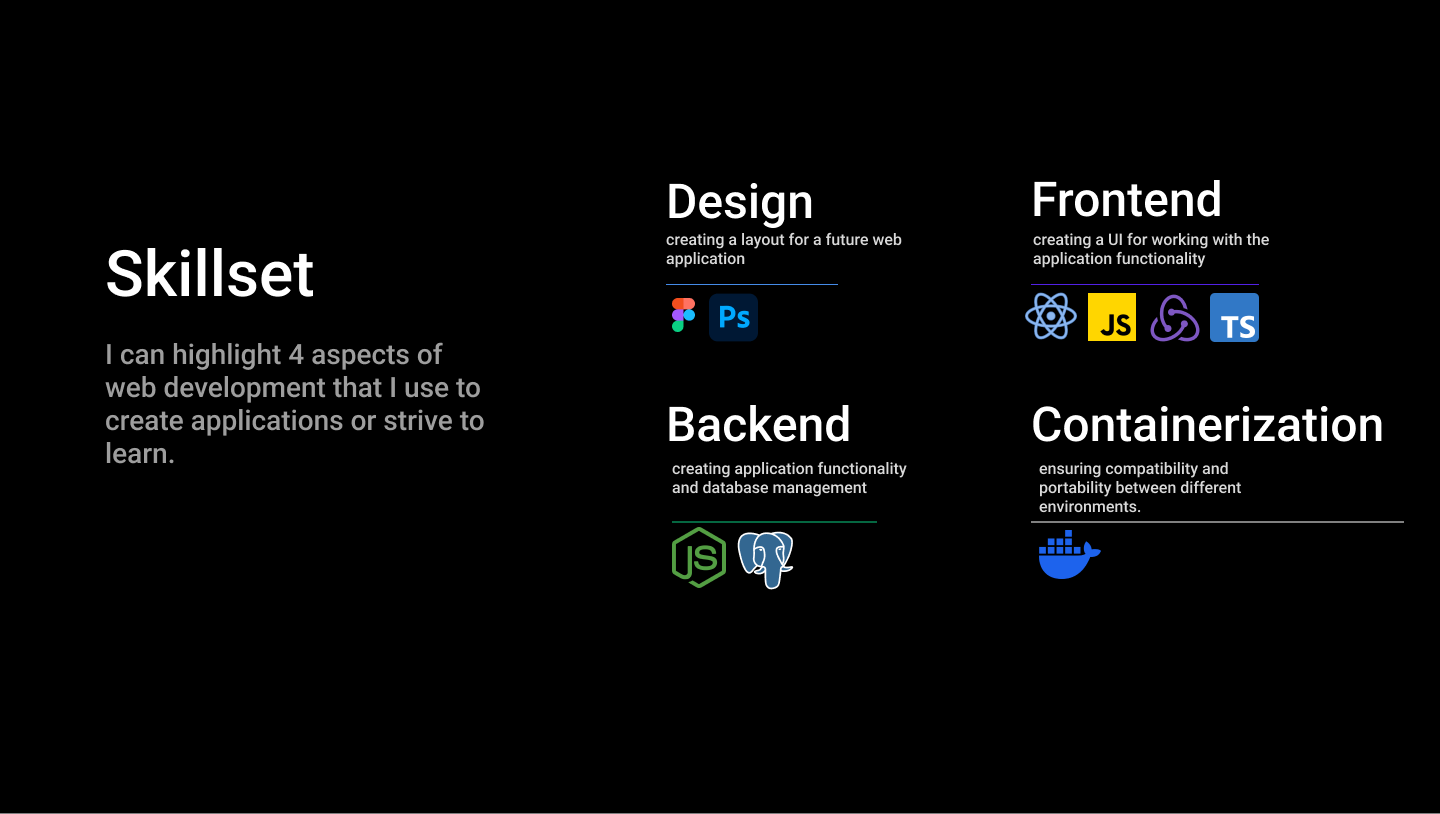 Skillset
I can highlight 4 aspects of
web development that I use to
create applications or strive to
learn.
Design
creating a layout for a future web
application
Ps
Frontend
creating a UI for working with the
application functionality
JS
TS
Backend
creating application functionality
and database management
JS
Containerization
ensuring compatibility and
portability between different
environments.